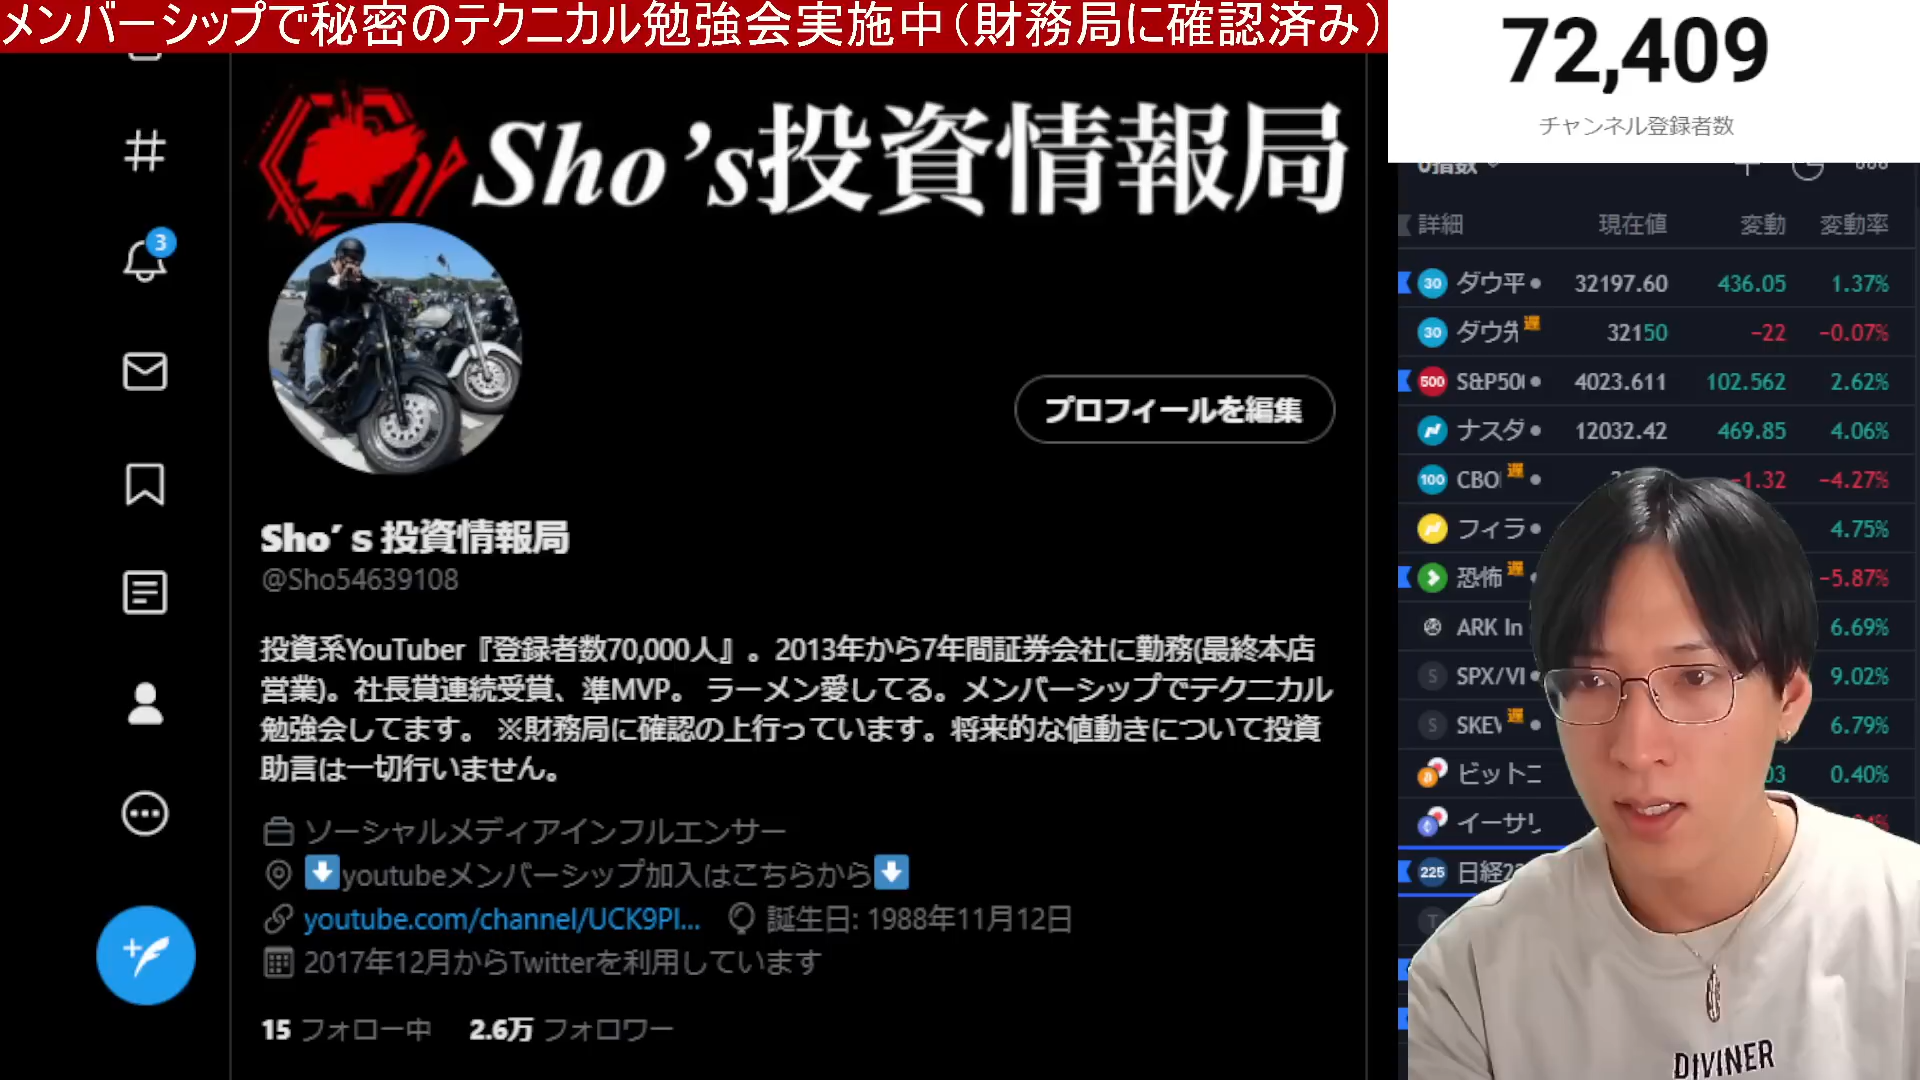 メンバーシップで秘密のテクニカル勉強会実施中（財務局に確認済み）
72,409
チャンネル登録者数
Sho's投資情報局
3
プロフィールを編集
Sho′s 投資情報局
@Sho54639108
投資系YouTuber『登録者数70,000人』。2013年から7年間証券会社に勤務(最終本店
営業)。社長賞連続受賞、準MVP。 ラーメン愛してる。メンバーシップでテクニカル
勉強会してます。 ※財務局に確認の上行っています。将来的な値動きについて投資
助言は一切行いません。
ソーシャルメディアインフルエンサー
youtubeメンバーシップ加入はこちらから
youtube.com/channel/UCK9Pl... 誕生日: 1988年11月12日
2017年12月からTwitterを利用しています
15 フォロー中 2.6万 フォロワー
詳細 現在値 変動 変動率
30 ダウ平 32197.60 436.05 1.37%
30 ダウ先 遅 32150 −22 −0.07%
500 S&P50 4023.611 102.562 2.62%
ナスダ 12032.42 469.85 4.06%
100 CBO 遅 −1.32 −4.27%
フィラ 4.75%
恐怖 遅 −5.87%
ARK In 6.69%
S SPX/VI 9.02%
S SKEV 遅 6.79%
ビットコ 03 0.40%
イーサリ
225 日経22
T
DIVINER